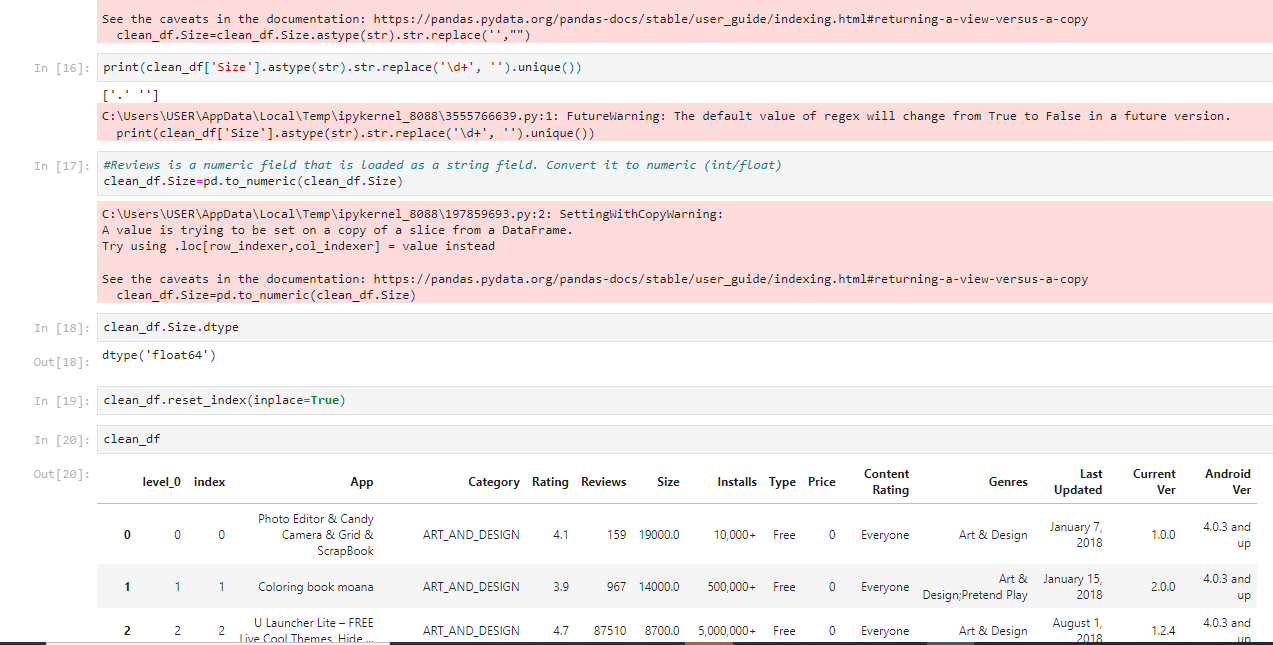 See the caveats in the documentation: https://pandas.pydata.org/pandas-docs/stable/user_guide/indexing.html#returning-a-view-versus-a-copy
clean_df.Size=clean_df.Size.astype(str).str.replace('',"")
In [16]: print(clean_df['Size'].astype(str).str.replace('\d+', '').unique())
['.' '']
C:\Users\USER\AppData\Local\Temp\ipykernel_8088\3555766639.py:1: FutureWarning: The default value of regex will change from True to False in a future version.
print(clean_df['Size'].astype(str).str.replace('\d+', '').unique())
In [17]: #Reviews is a numeric field that is loaded as a string field. Convert it to numeric (int/float)
clean_df.Size=pd.to_numeric(clean_df.Size)
C:\Users\USER\AppData\Local\Temp\ipykernel_8088\197859693.py:2: SettingWithCopyWarning:
A value is trying to be set on a copy of a slice from a DataFrame.
Try using .loc[row_indexer,col_indexer] = value instead
See the caveats in the documentation: https://pandas.pydata.org/pandas-docs/stable/user_guide/indexing.html#returning-a-view-versus-a-copy
clean_df.Size=pd.to_numeric(clean_df.Size)
In [18]: clean_df.Size.dtype
Out[18]: dtype('float64')
In [19]: clean_df.reset_index(inplace=True)
In [20]: clean_df
Out[20]:
level_0 index App Category Rating Reviews Size Installs Type Price Content Rating Genres Last Updated Current Ver Android Ver
0 0 0 Photo Editor & Candy Camera & Grid & ScrapBook ART_AND_DESIGN 4.1 159 19000.0 10,000+ Free 0 Everyone Art & Design January 7, 2018 1.0.0 4.0.3 and up
1 1 1 Coloring book moana ART_AND_DESIGN 3.9 967 14000.0 500,000+ Free 0 Everyone Art & Design;Pretend Play January 15, 2018 2.0.0 4.0.3 and up
2 2 2 U Launcher Lite – FREE Live Cool Themes, Hide ... ART_AND_DESIGN 4.7 87510 8700.0 5,000,000+ Free 0 Everyone Art & Design August 1, 2018 1.2.4 4.0.3 and up